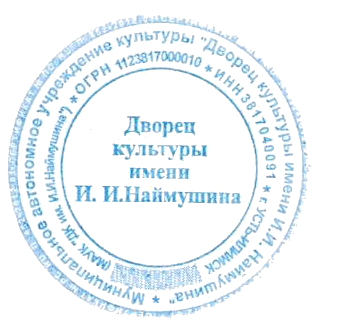 Муниципальное автономное учреждение культуры "Дворец культуры имени И.И. Наймушина" *
(МАУК "ДК им. И.И.Наймушина") * ОГРН 1123817000010 * ИНН 3817040091 * г. УСТЬ-ИЛИМСК
Дворец
культуры
имени
И. И.Наймушина